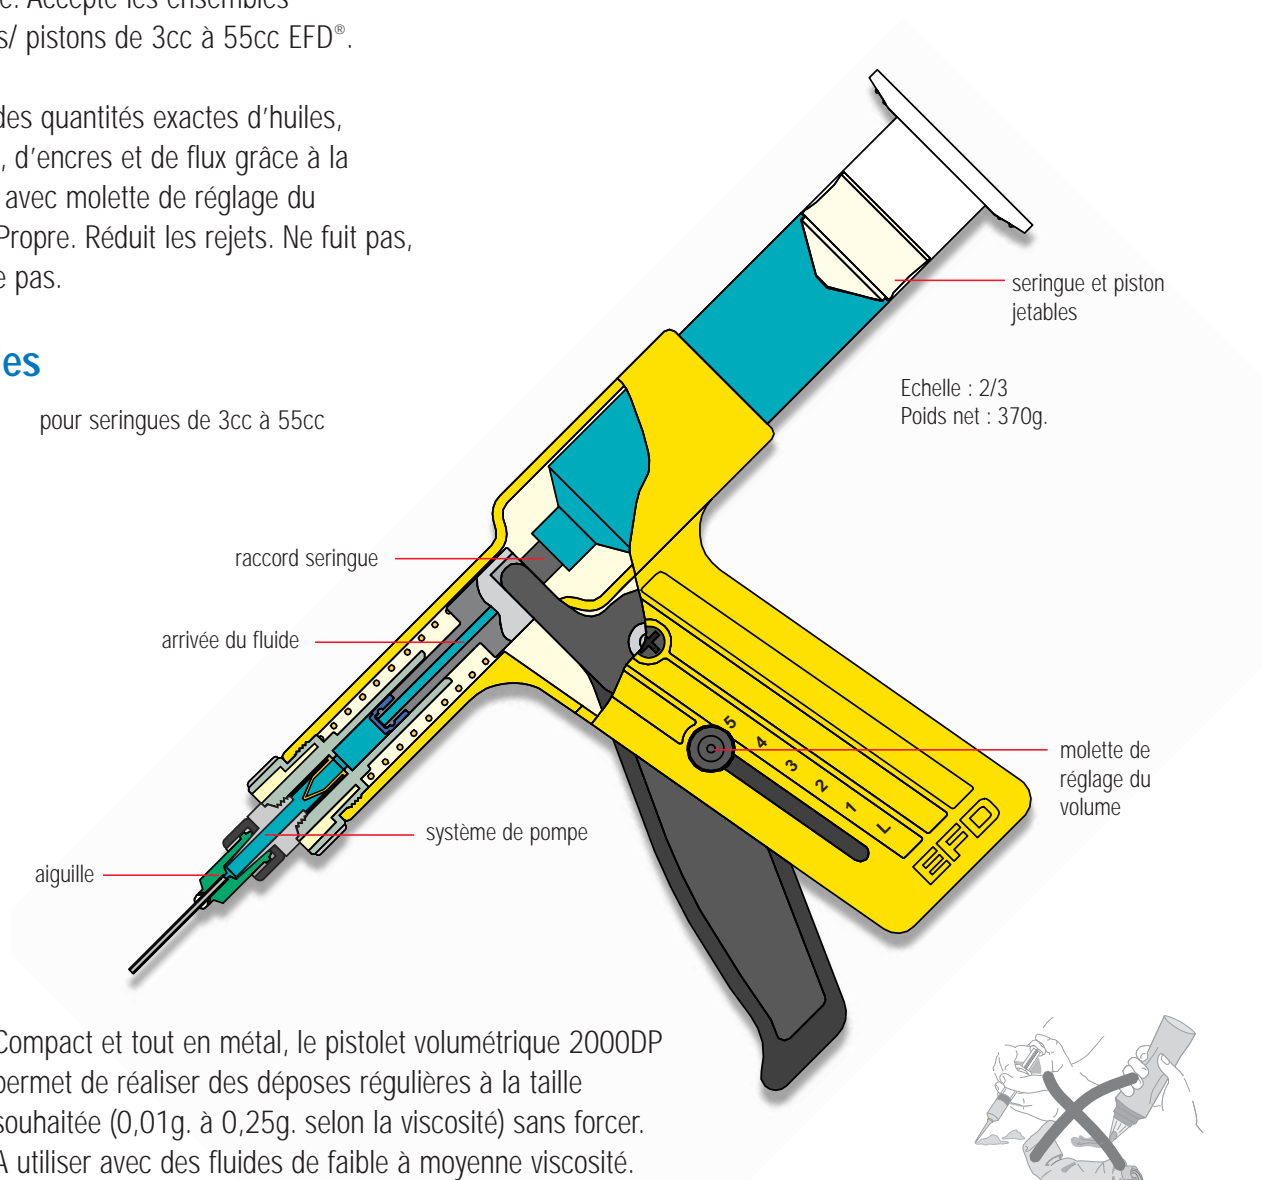 e. Accepte les ensembles
s/ pistons de 3cc à 55cc EFD®.
des quantités exactes d'huiles,
, d'encres et de flux grâce à la
avec molette de réglage du
Propre. Réduit les rejets. Ne fuit pas,
e pas.
es
pour seringues de 3cc à 55cc
seringue et piston
jetables
Echelle : 2/3
Poids net : 370g.
raccord seringue
arrivée du fluide
5
4
3
2
1
L
EFD
molette de
réglage du
volume
système de pompe
aiguille
Compact et tout en métal, le pistolet volumétrique 2000DP
permet de réaliser des déposes régulières à la taille
souhaitée (0,01g. à 0,25g. selon la viscosité) sans forcer.
A utiliser avec des fluides de faible à moyenne viscosité.